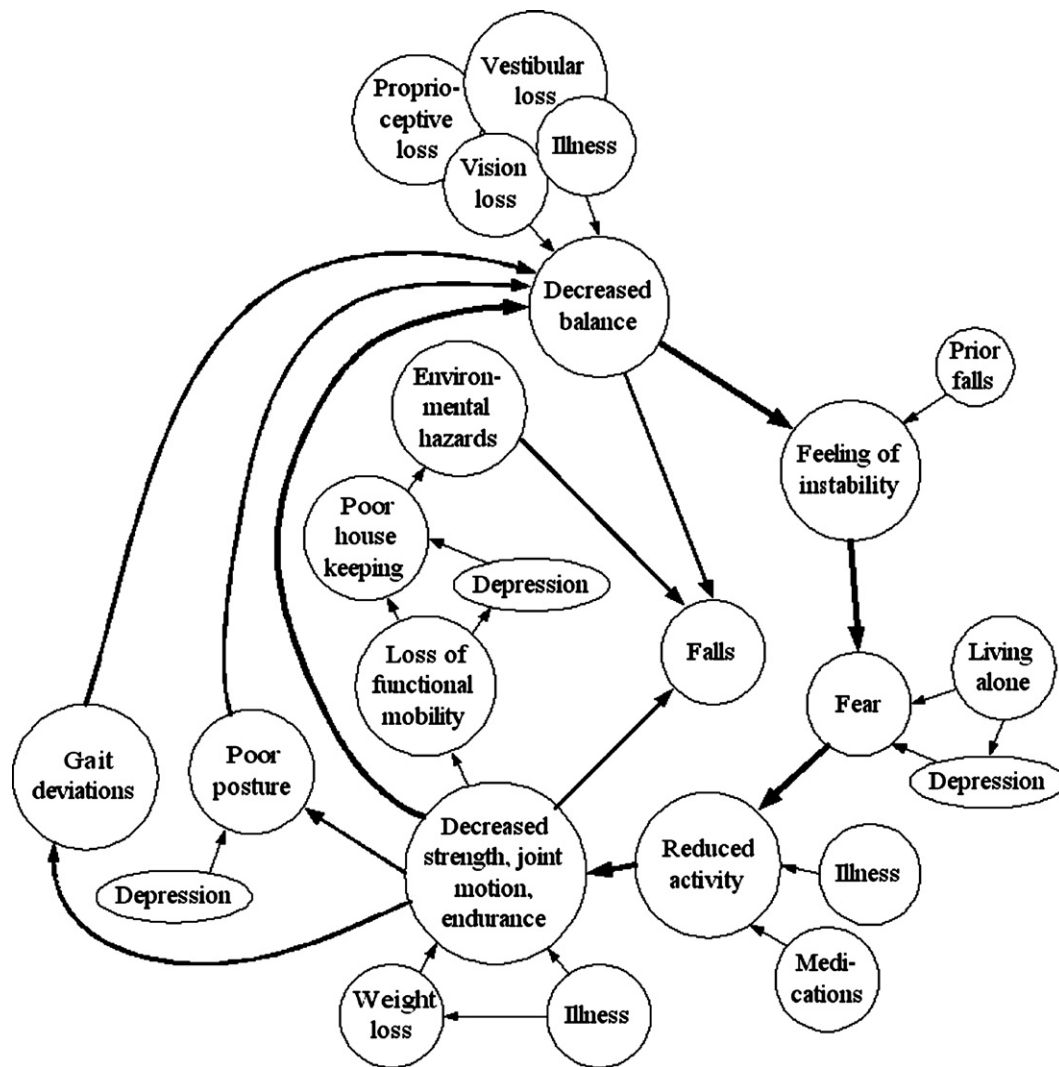 Vestibular
loss
Proprio-
ceptive
loss
Illness
Vision
loss
Decreased
balance
Prior
falls
Environ-
mental
hazards
Feeling of
instability
Poor
house
keeping
Depression
Loss of
functional
mobility
Falls
Living
alone
Fear
Depression
Gait
deviations
Poor
posture
Decreased
strength, joint
motion,
endurance
Reduced
activity
Illness
Depression
Medi-
cations
Weight
loss
Illness